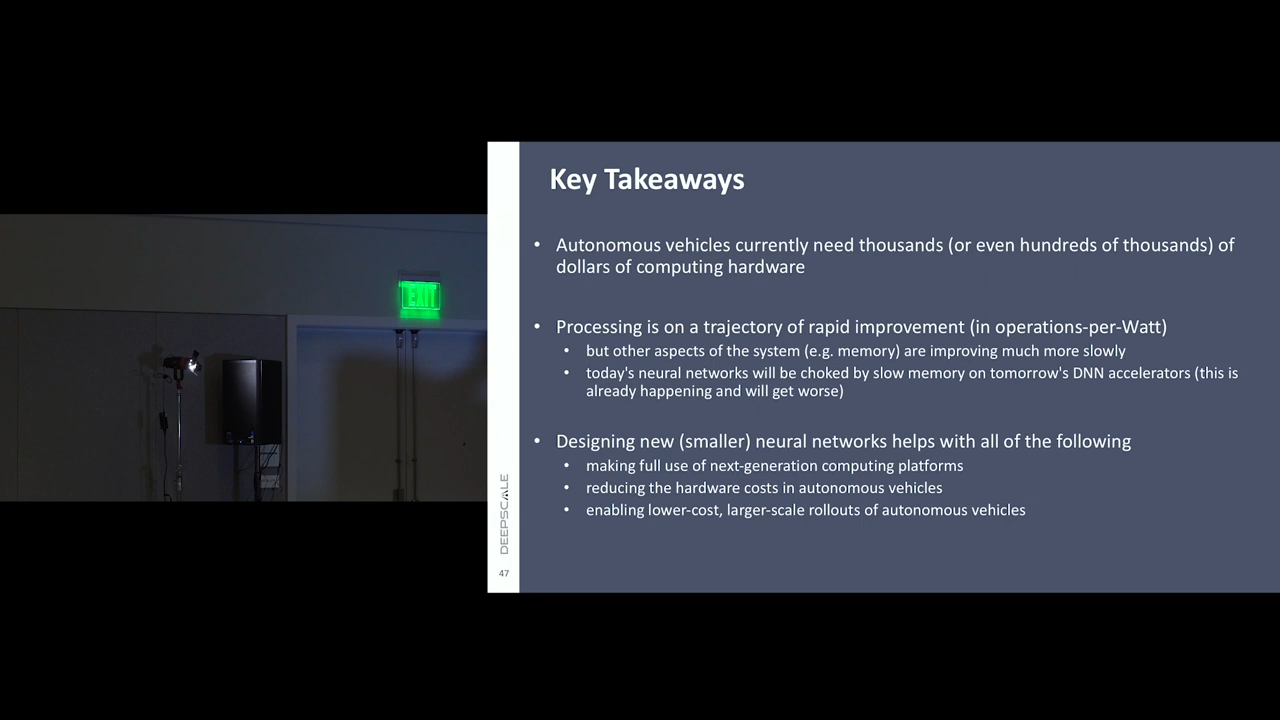 EXIT
Key Takeaways
• Autonomous vehicles currently need thousands (or even hundreds of thousands) of
dollars of computing hardware
• Processing is on a trajectory of rapid improvement (in operations-per-Watt)
• but other aspects of the system (e.g. memory) are improving much more slowly
• today's neural networks will be choked by slow memory on tomorrow's DNN accelerators (this is
already happening and will get worse)
• Designing new (smaller) neural networks helps with all of the following
• making full use of next-generation computing platforms
• reducing the hardware costs in autonomous vehicles
• enabling lower-cost, larger-scale rollouts of autonomous vehicles
DEEPSCALE
47